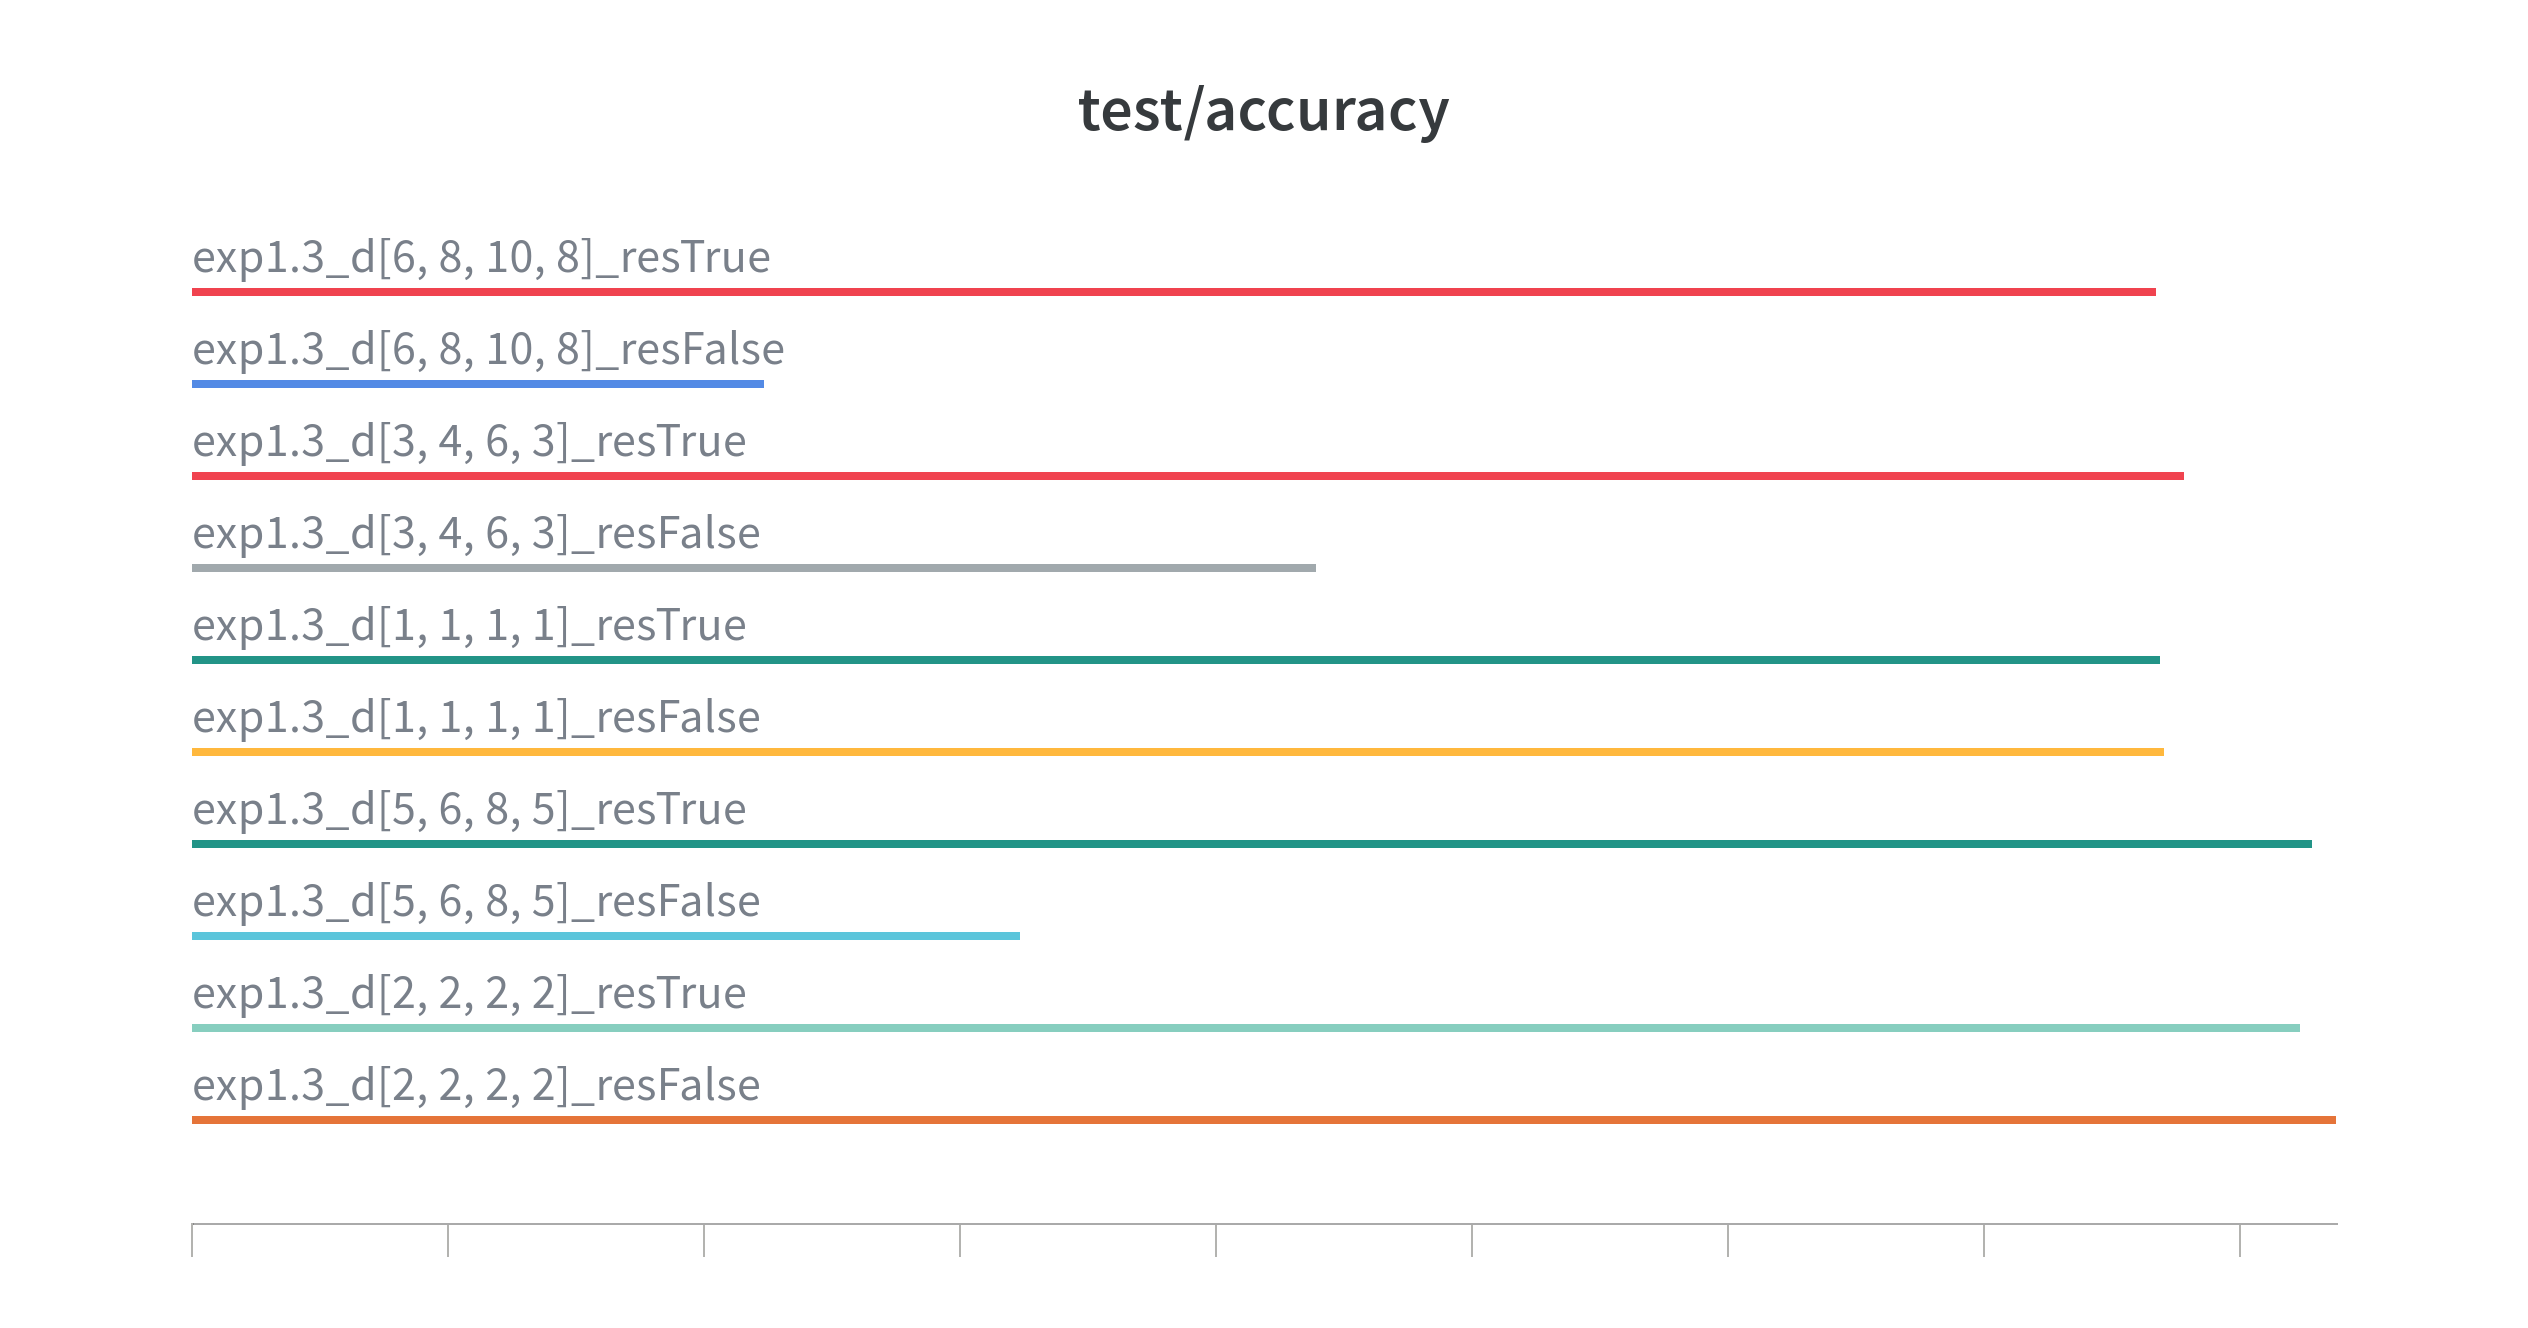 test/accuracy
exp1.3_d[6, 8, 10, 8]_resTrue
exp1.3_d[6, 8, 10, 8]_resFalse
exp1.3_d[3, 4, 6, 3]_resTrue
exp1.3_d[3, 4, 6, 3]_resFalse
exp1.3_d[1, 1, 1, 1]_resTrue
exp1.3_d[1, 1, 1, 1]_resFalse
exp1.3_d[5, 6, 8, 5]_resTrue
exp1.3_d[5, 6, 8, 5]_resFalse
exp1.3_d[2, 2, 2, 2]_resTrue
exp1.3_d[2, 2, 2, 2]_resFalse